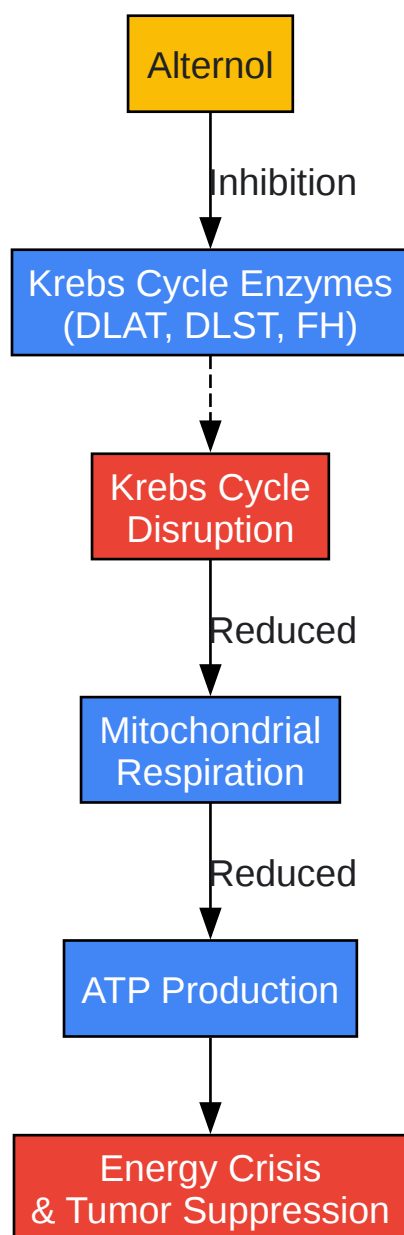 Alternol
Inhibition
Krebs Cycle Enzymes
(DLAT, DLST, FH)
Krebs Cycle
Disruption
Reduced
Mitochondrial
Respiration
Reduced
ATP Production
Energy Crisis
& Tumor Suppression